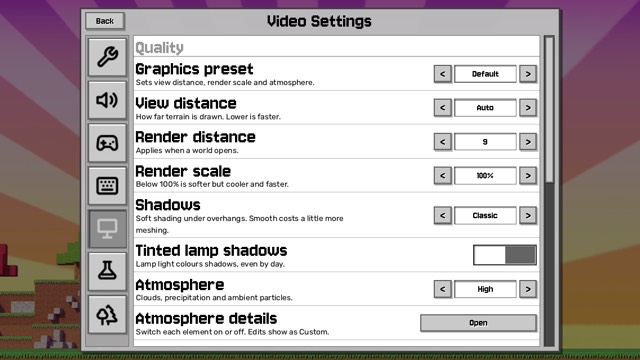 Back
Video Settings
Quality
Graphics preset
Sets view distance, render scale and atmosphere.
< Default >
View distance
How far terrain is drawn. Lower is faster.
< Auto >
Render distance
Applies when a world opens.
< 9 >
Render scale
Below 100% is softer but cooler and faster.
< 100% >
Shadows
Soft shading under overhangs. Smooth costs a little more
meshing.
< Classic >
Tinted lamp shadows
Lamp light colours shadows, even by day.
Atmosphere
Clouds, precipitation and ambient particles.
< High >
Atmosphere details
Switch each element on or off. Edits show as Custom.
Open